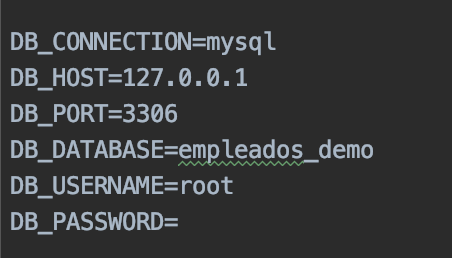 DB_CONNECTION=mysql
DB_HOST=127.0.0.1
DB_PORT=3306
DB_DATABASE=empleados_demo
DB_USERNAME=root
DB_PASSWORD=